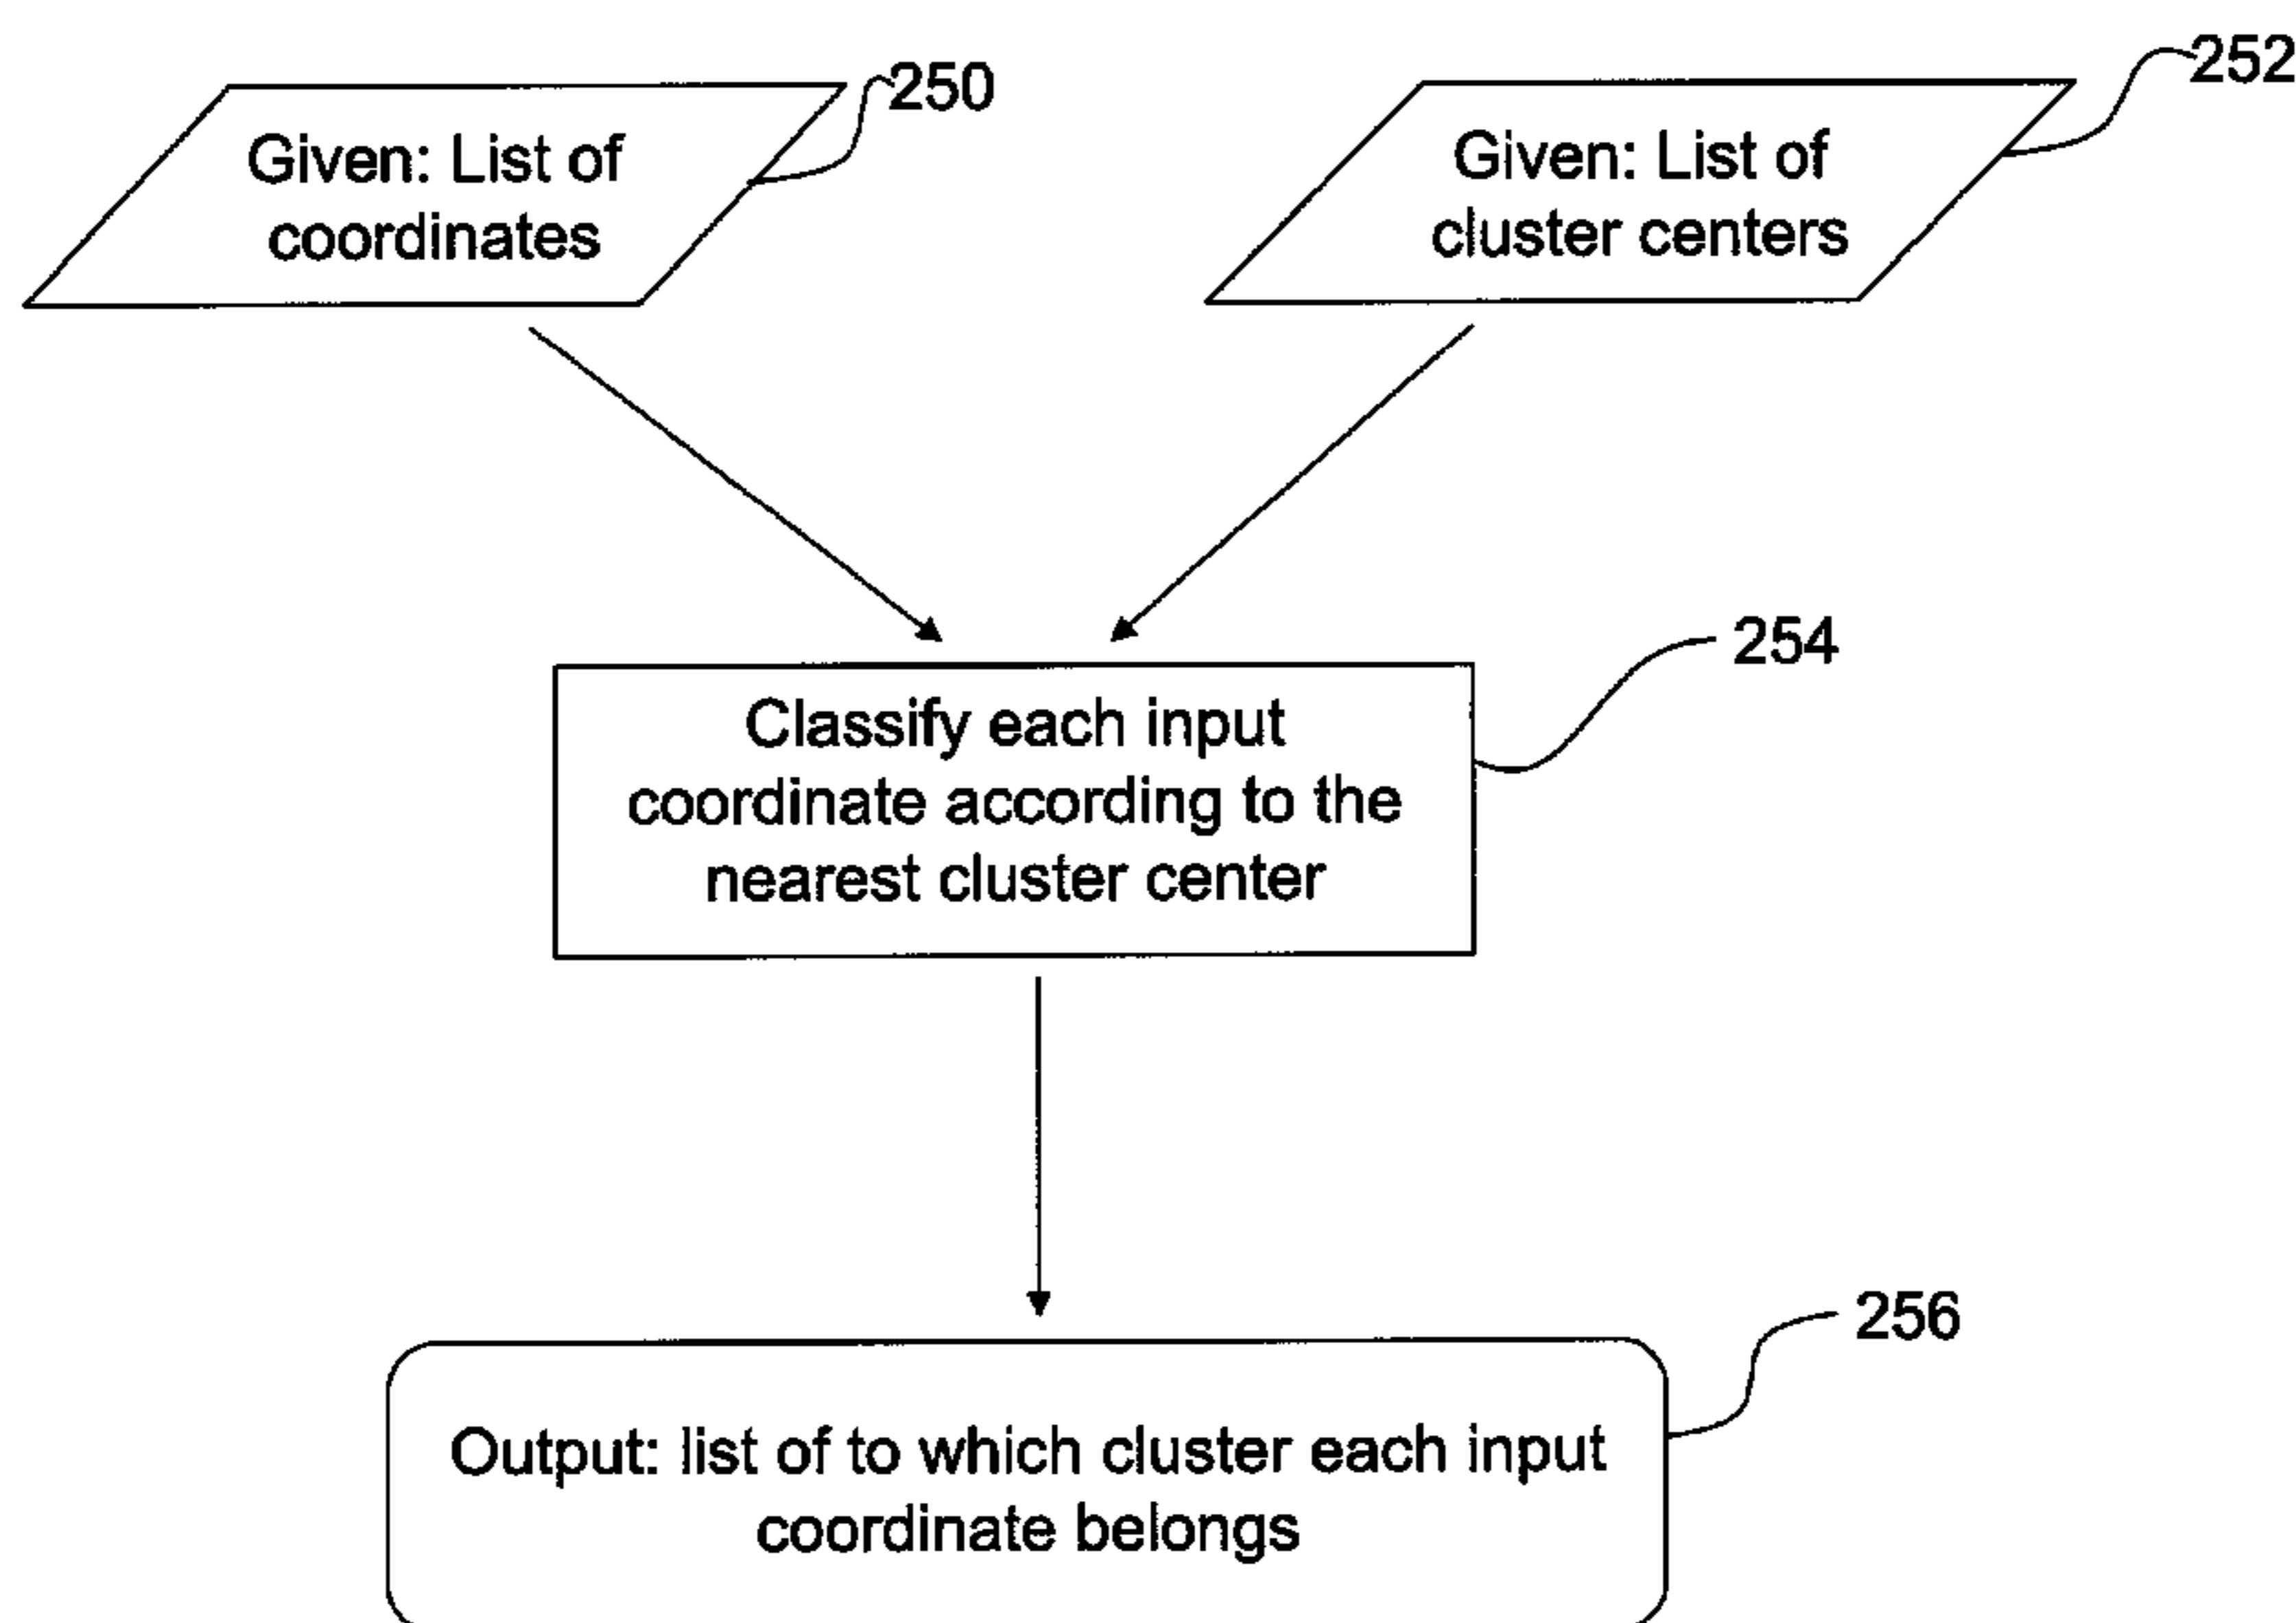 250
Given: List of
coordinates
252
Given: List of
cluster centers
254
Classify each input
coordinate according to the
nearest cluster center
256
Output: list of to which cluster each input
coordinate belongs